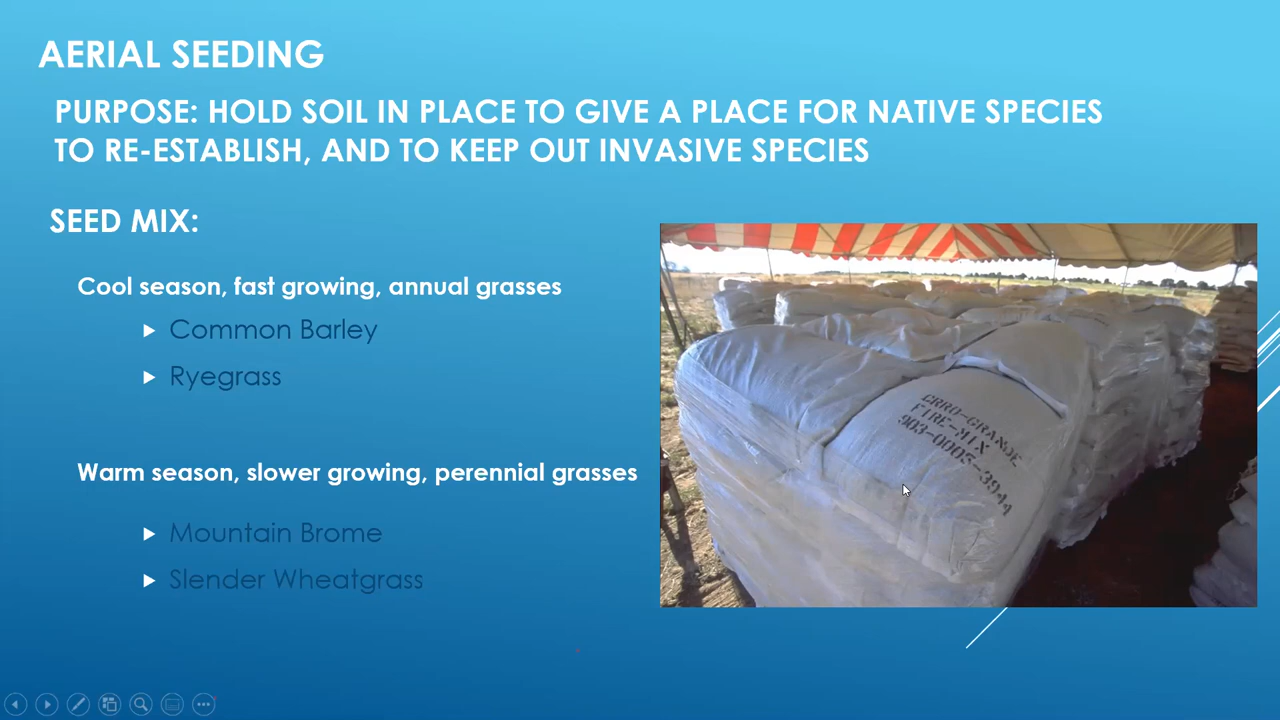 AERIAL SEEDING
PURPOSE: HOLD SOIL IN PLACE TO GIVE A PLACE FOR NATIVE SPECIES
TO RE-ESTABLISH, AND TO KEEP OUT INVASIVE SPECIES
SEED MIX:
Cool season, fast growing, annual grasses
Common Barley
Ryegrass
Warm season, slower growing, perennial grasses
Mountain Brome
Slender Wheatgrass
CRRO-GRANDE
FIRE-MIX
903-0005-3944